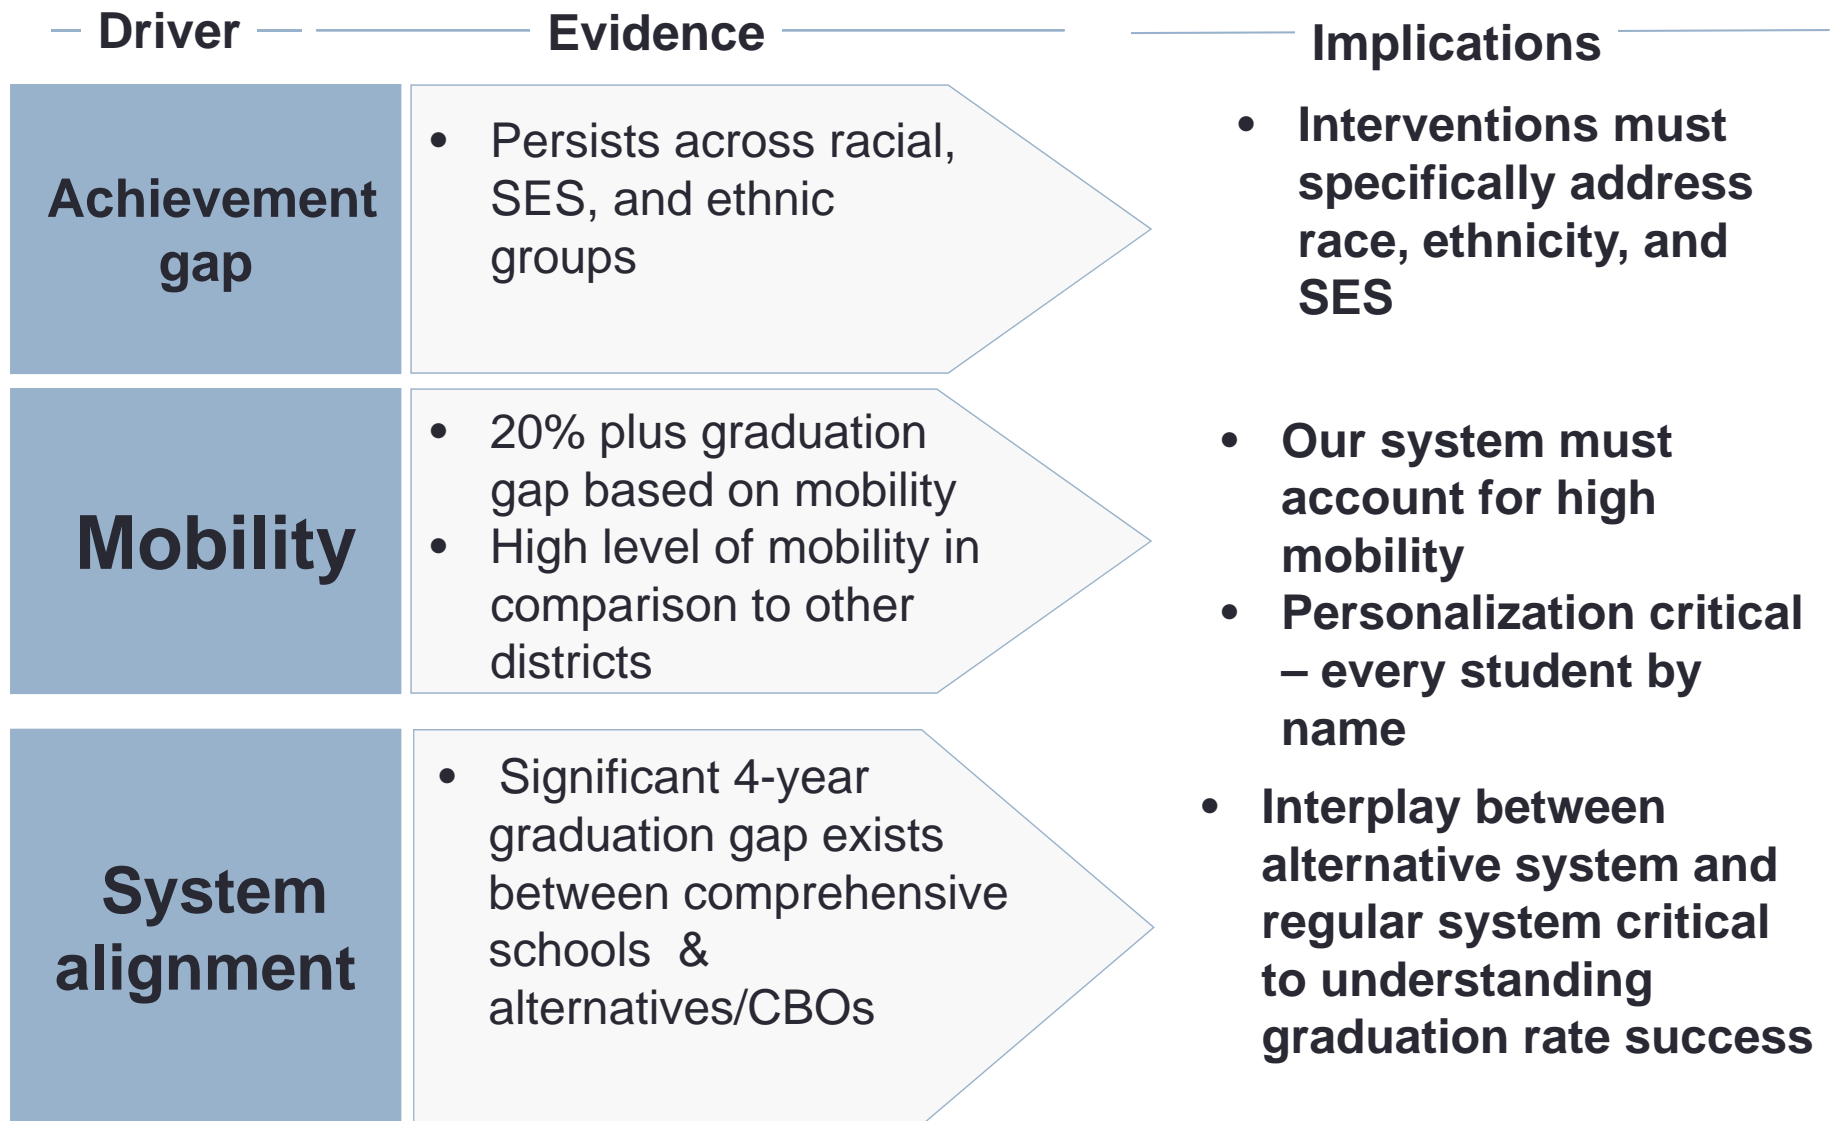 Driver
Evidence
Implications
Achievement
gap
• Persists across racial,
SES, and ethnic
groups
• Interventions must
specifically address
race, ethnicity, and
SES
Mobility
• 20% plus graduation
gap based on mobility
• High level of mobility in
comparison to other
districts
• Our system must
account for high
mobility
• Personalization critical
– every student by
name
System
alignment
• Significant 4-year
graduation gap exists
between comprehensive
schools &
alternatives/CBOs
• Interplay between
alternative system and
regular system critical
to understanding
graduation rate success